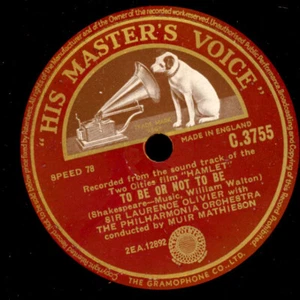 "HIS MASTER'S VOICE"
MADE IN ENGLAND
SPEED 78
C.3755
Recorded from the sound track of the
Two Cities film "HAMLET"
TO BE OR NOT TO BE
(Shakespeare—Music, William Walton)
SIR LAURENCE OLIVIER with
THE PHILHARMONIA ORCHESTRA
conducted by MUIR MATHIESON
2EA.12892
THE GRAMOPHONE CO., LTD.